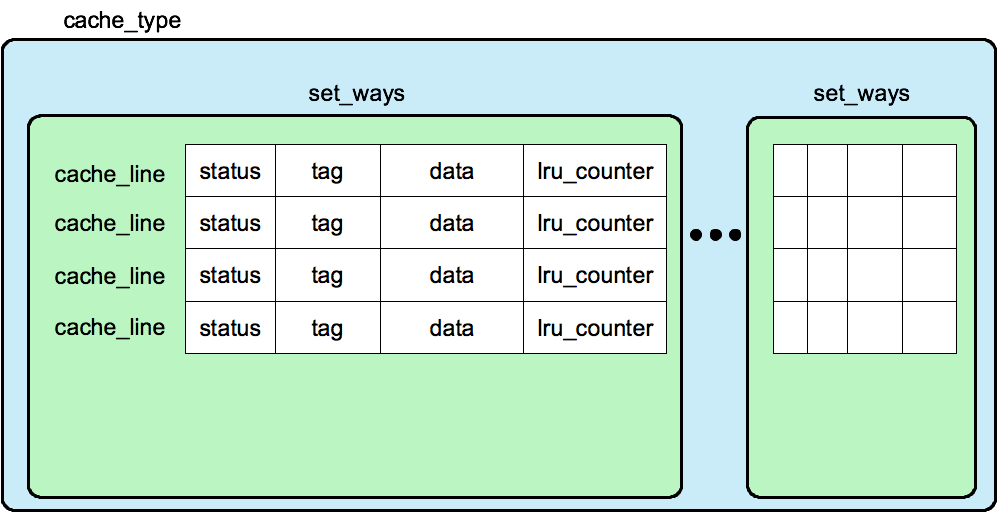 cache_type
set_ways set_ways
cache_line status tag data lru_counter
cache_line status tag data lru_counter
cache_line status tag data lru_counter
cache_line status tag data lru_counter